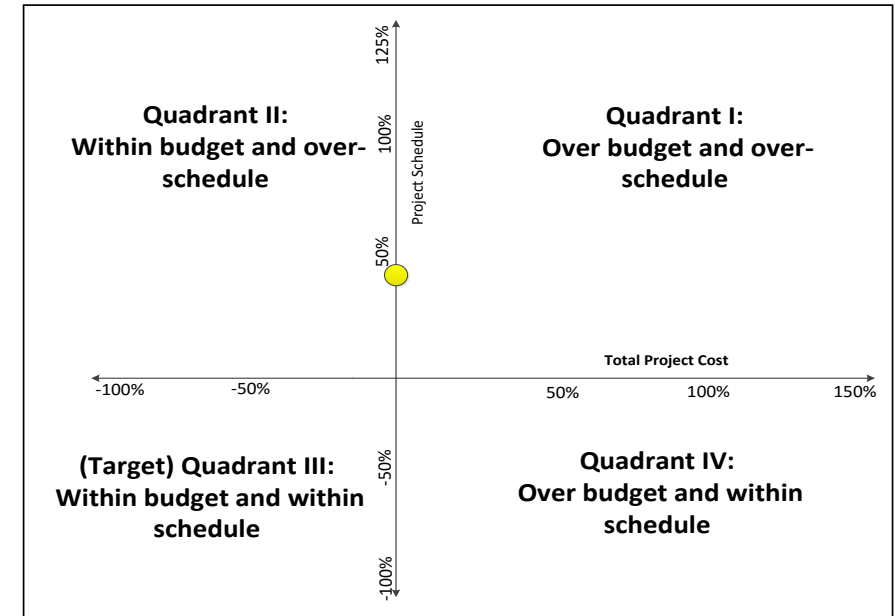 125%
Quadrant II:
Within budget and over-
schedule
100%
Project Schedule
Quadrant I:
Over budget and over-
schedule
50%
Total Project Cost
-100%
-50%
50%
100%
150%
(Target) Quadrant III:
Within budget and within
schedule
-50%
Quadrant IV:
Over budget and within
schedule
-100%